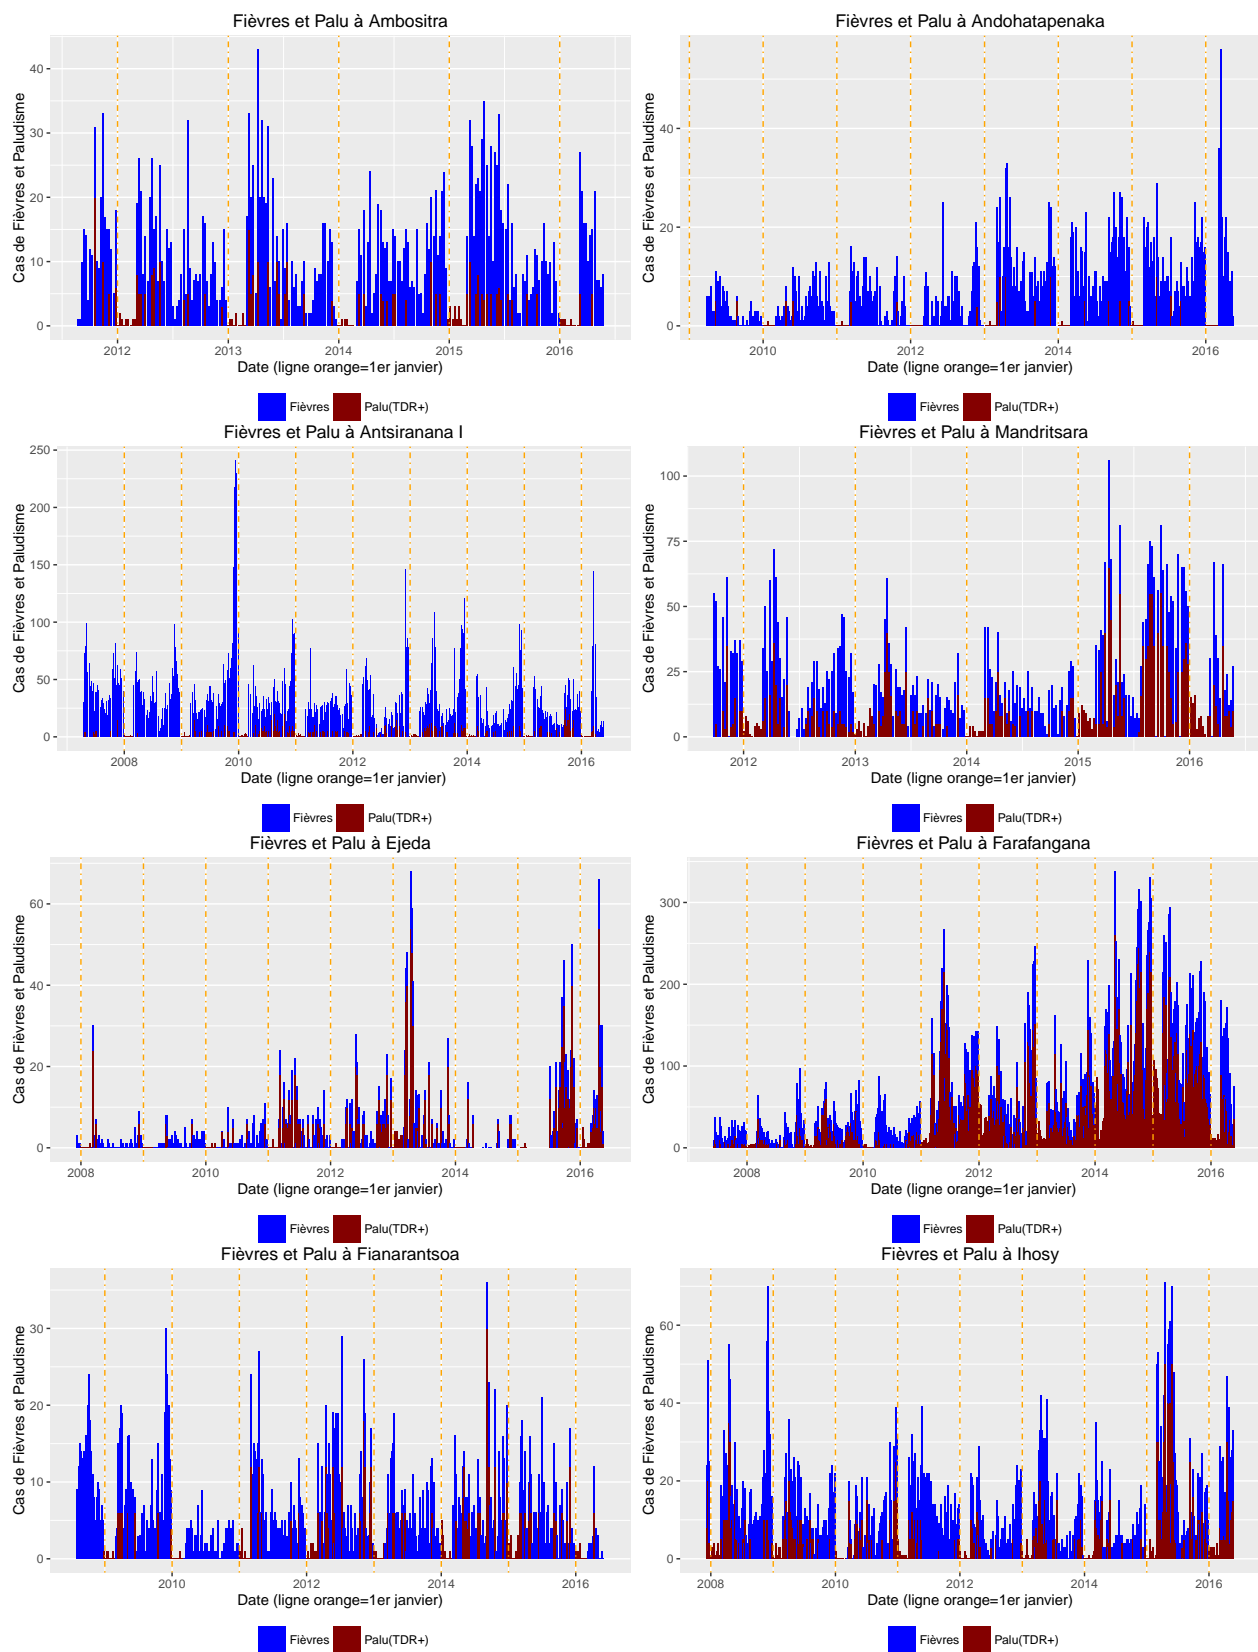 Fièvres et Palu à Ambositra
Cas de Fièvres et Paludisme
40
30
20
10
0
2012 2013 2014 2015 2016
Date (ligne orange=1er janvier)
Fièvres Palu(TDR+)
Fièvres et Palu à Andohatapenaka
Cas de Fièvres et Paludisme
40
20
0
2010 2012 2014 2016
Date (ligne orange=1er janvier)
Fièvres Palu(TDR+)
Fièvres et Palu à Antsiranana I
Cas de Fièvres et Paludisme
250
200
150
100
50
0
2008 2010 2012 2014 2016
Date (ligne orange=1er janvier)
Fièvres Palu(TDR+)
Fièvres et Palu à Mandritsara
Cas de Fièvres et Paludisme
100
75
50
25
0
2012 2013 2014 2015 2016
Date (ligne orange=1er janvier)
Fièvres Palu(TDR+)
Fièvres et Palu à Ejeda
Cas de Fièvres et Paludisme
60
40
20
0
2008 2010 2012 2014 2016
Date (ligne orange=1er janvier)
Fièvres Palu(TDR+)
Fièvres et Palu à Farafangana
Cas de Fièvres et Paludisme
300
200
100
0
2008 2010 2012 2014 2016
Date (ligne orange=1er janvier)
Fièvres Palu(TDR+)
Fièvres et Palu à Fianarantsoa
Cas de Fièvres et Paludisme
30
20
10
0
2010 2012 2014 2016
Date (ligne orange=1er janvier)
Fièvres Palu(TDR+)
Fièvres et Palu à Ihosy
Cas de Fièvres et Paludisme
60
40
20
0
2008 2010 2012 2014 2016
Date (ligne orange=1er janvier)
Fièvres Palu(TDR+)